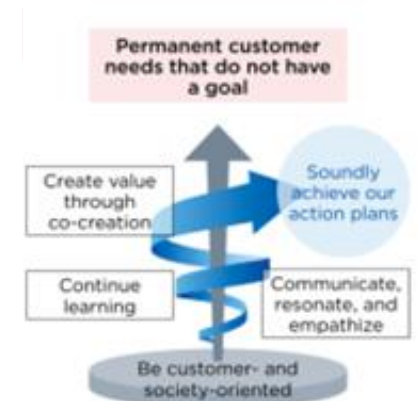 Permanent customer
needs that do not have
a goal
Create value
through
co-creation
Soundly
achieve our
action plans
Continue
learning
Communicate,
resonate, and
empathize
Be customer- and
society-oriented